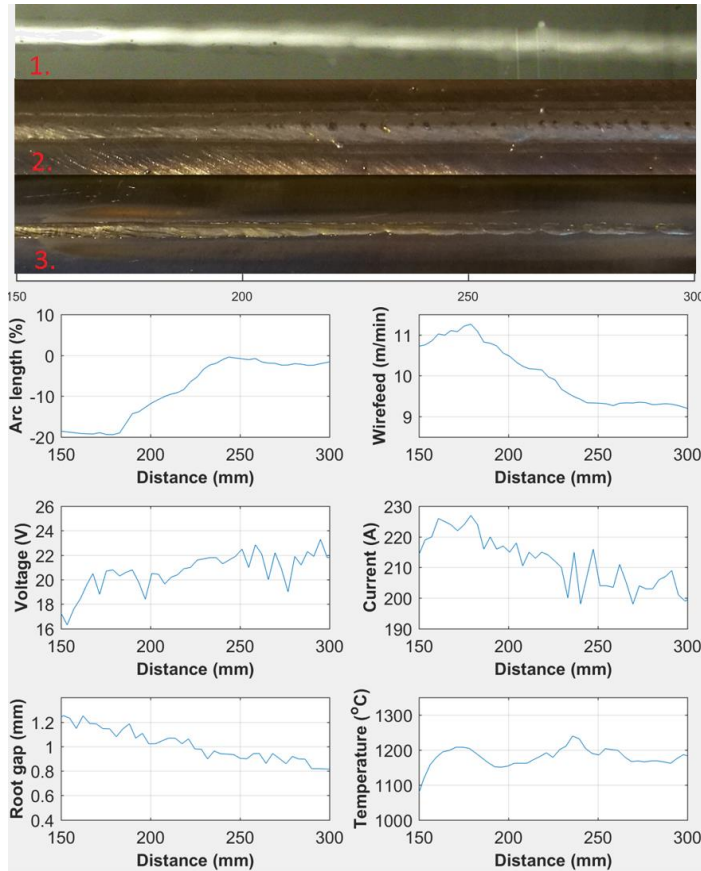 1.
2.
3.
150 200 250 300
Arc length (%)
10
0
-10
-20
150 200 250 300
Distance (mm)
Wirefeed (m/min)
11
10
9
150 200 250 300
Distance (mm)
Voltage (V)
26
24
22
20
18
16
150 200 250 300
Distance (mm)
Current (A)
230
220
210
200
190
150 200 250 300
Distance (mm)
Root gap (mm)
1.2
1
0.8
0.6
0.4
150 200 250 300
Distance (mm)
Temperature (°C)
1300
1200
1100
1000
150 200 250 300
Distance (mm)